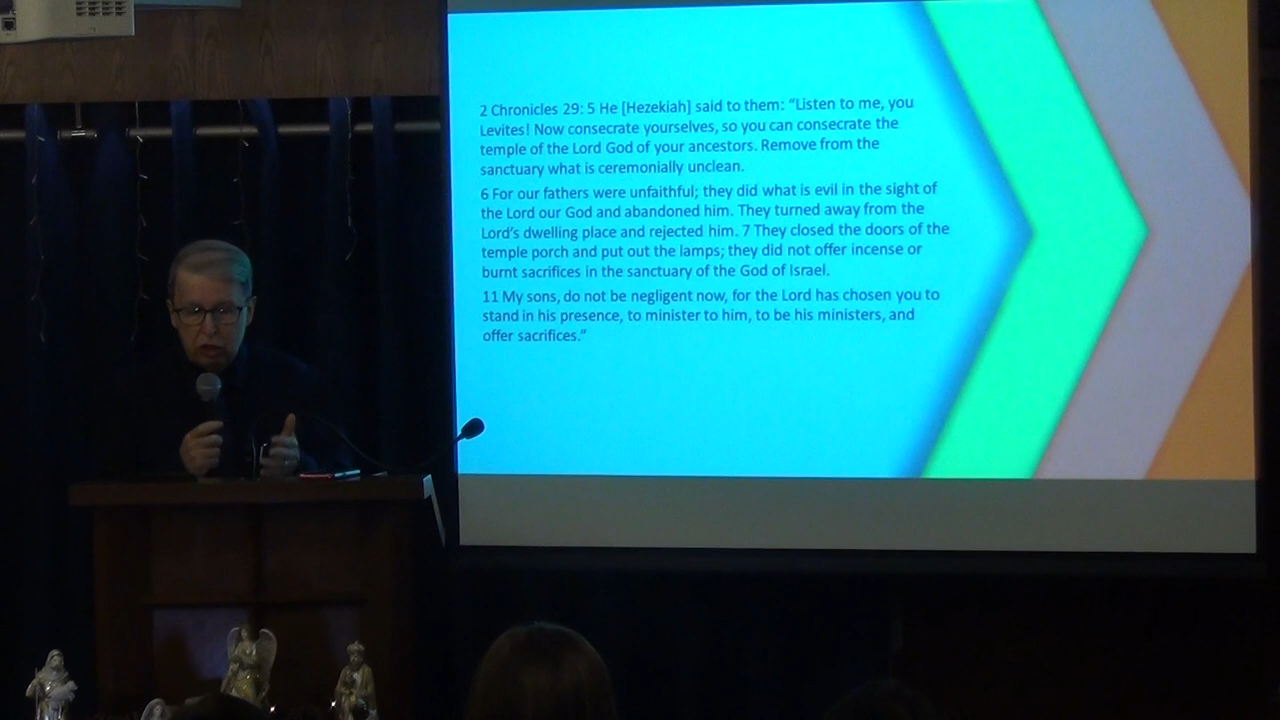 2 Chronicles 29: 5 He [Hezekiah] said to them: “Listen to me, you
Levites! Now consecrate yourselves, so you can consecrate the
temple of the Lord God of your ancestors. Remove from the
sanctuary what is ceremonially unclean.
6 For our fathers were unfaithful; they did what is evil in the sight of
the Lord our God and abandoned him. They turned away from the
Lord’s dwelling place and rejected him. 7 They closed the doors of the
temple porch and put out the lamps; they did not offer incense or
burnt sacrifices in the sanctuary of the God of Israel.
11 My sons, do not be negligent now, for the Lord has chosen you to
stand in his presence, to minister to him, to be his ministers, and
offer sacrifices.”